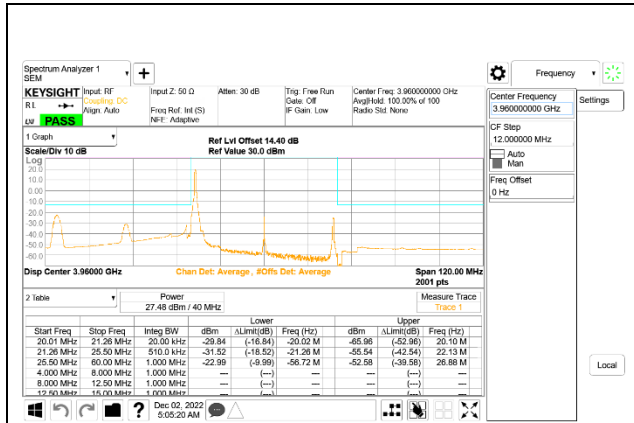 Spectrum Analyzer 1
SEM
+
Frequency
KEYSIGHT Input: RF Input Z: 50 Ω Atten: 30 dB Trig: Free Run Center Freq: 3.960000000 GHz
RL Coupling: DC Gate: Off Avg|Hold: 100.00% of 100
Align: Auto Freq Ref: Int (S) IF Gain: Low Radio Std: None
PASS NFE: Adaptive
Center Frequency
3.960000000 GHz
Settings
CF Step
12.000000 MHz
Auto
Man
Freq Offset
0 Hz
1 Graph
Ref Lvl Offset 14.40 dB
Scale/Div 10 dB Ref Value 30.0 dBm
Log
20.0
10.0
0.00
-10.0
-20.0
-30.0
-40.0
-50.0
-60.0
Disp Center 3.96000 GHz Chan Det: Average , #Offs Det: Average Span 120.00 MHz
2001 pts
2 Table Power Measure Trace
27.48 dBm / 40 MHz Trace 1
Lower Upper
Start Freq Stop Freq Integ BW dBm ΔLimit(dB) Freq (Hz) dBm ΔLimit(dB) Freq (Hz)
20.01 MHz 21.26 MHz 20.00 kHz -29.84 (-16.84) -20.02 M -65.96 (-52.96) 20.10 M
21.26 MHz 25.50 MHz 510.0 kHz -31.52 (-18.52) -21.26 M -55.54 (-42.54) 22.13 M
25.50 MHz 60.00 MHz 1.000 MHz -22.99 (-9.99) -56.72 M -52.58 (-39.58) 26.88 M
4.000 MHz 8.000 MHz 1.000 MHz --- (---) --- (---)
8.000 MHz 12.50 MHz 1.000 MHz --- (---) --- (---)
12.50 MHz 15.00 MHz 1.000 MHz --- (---) --- (---)
Local
? Dec 02, 2022
5:05:20 AM